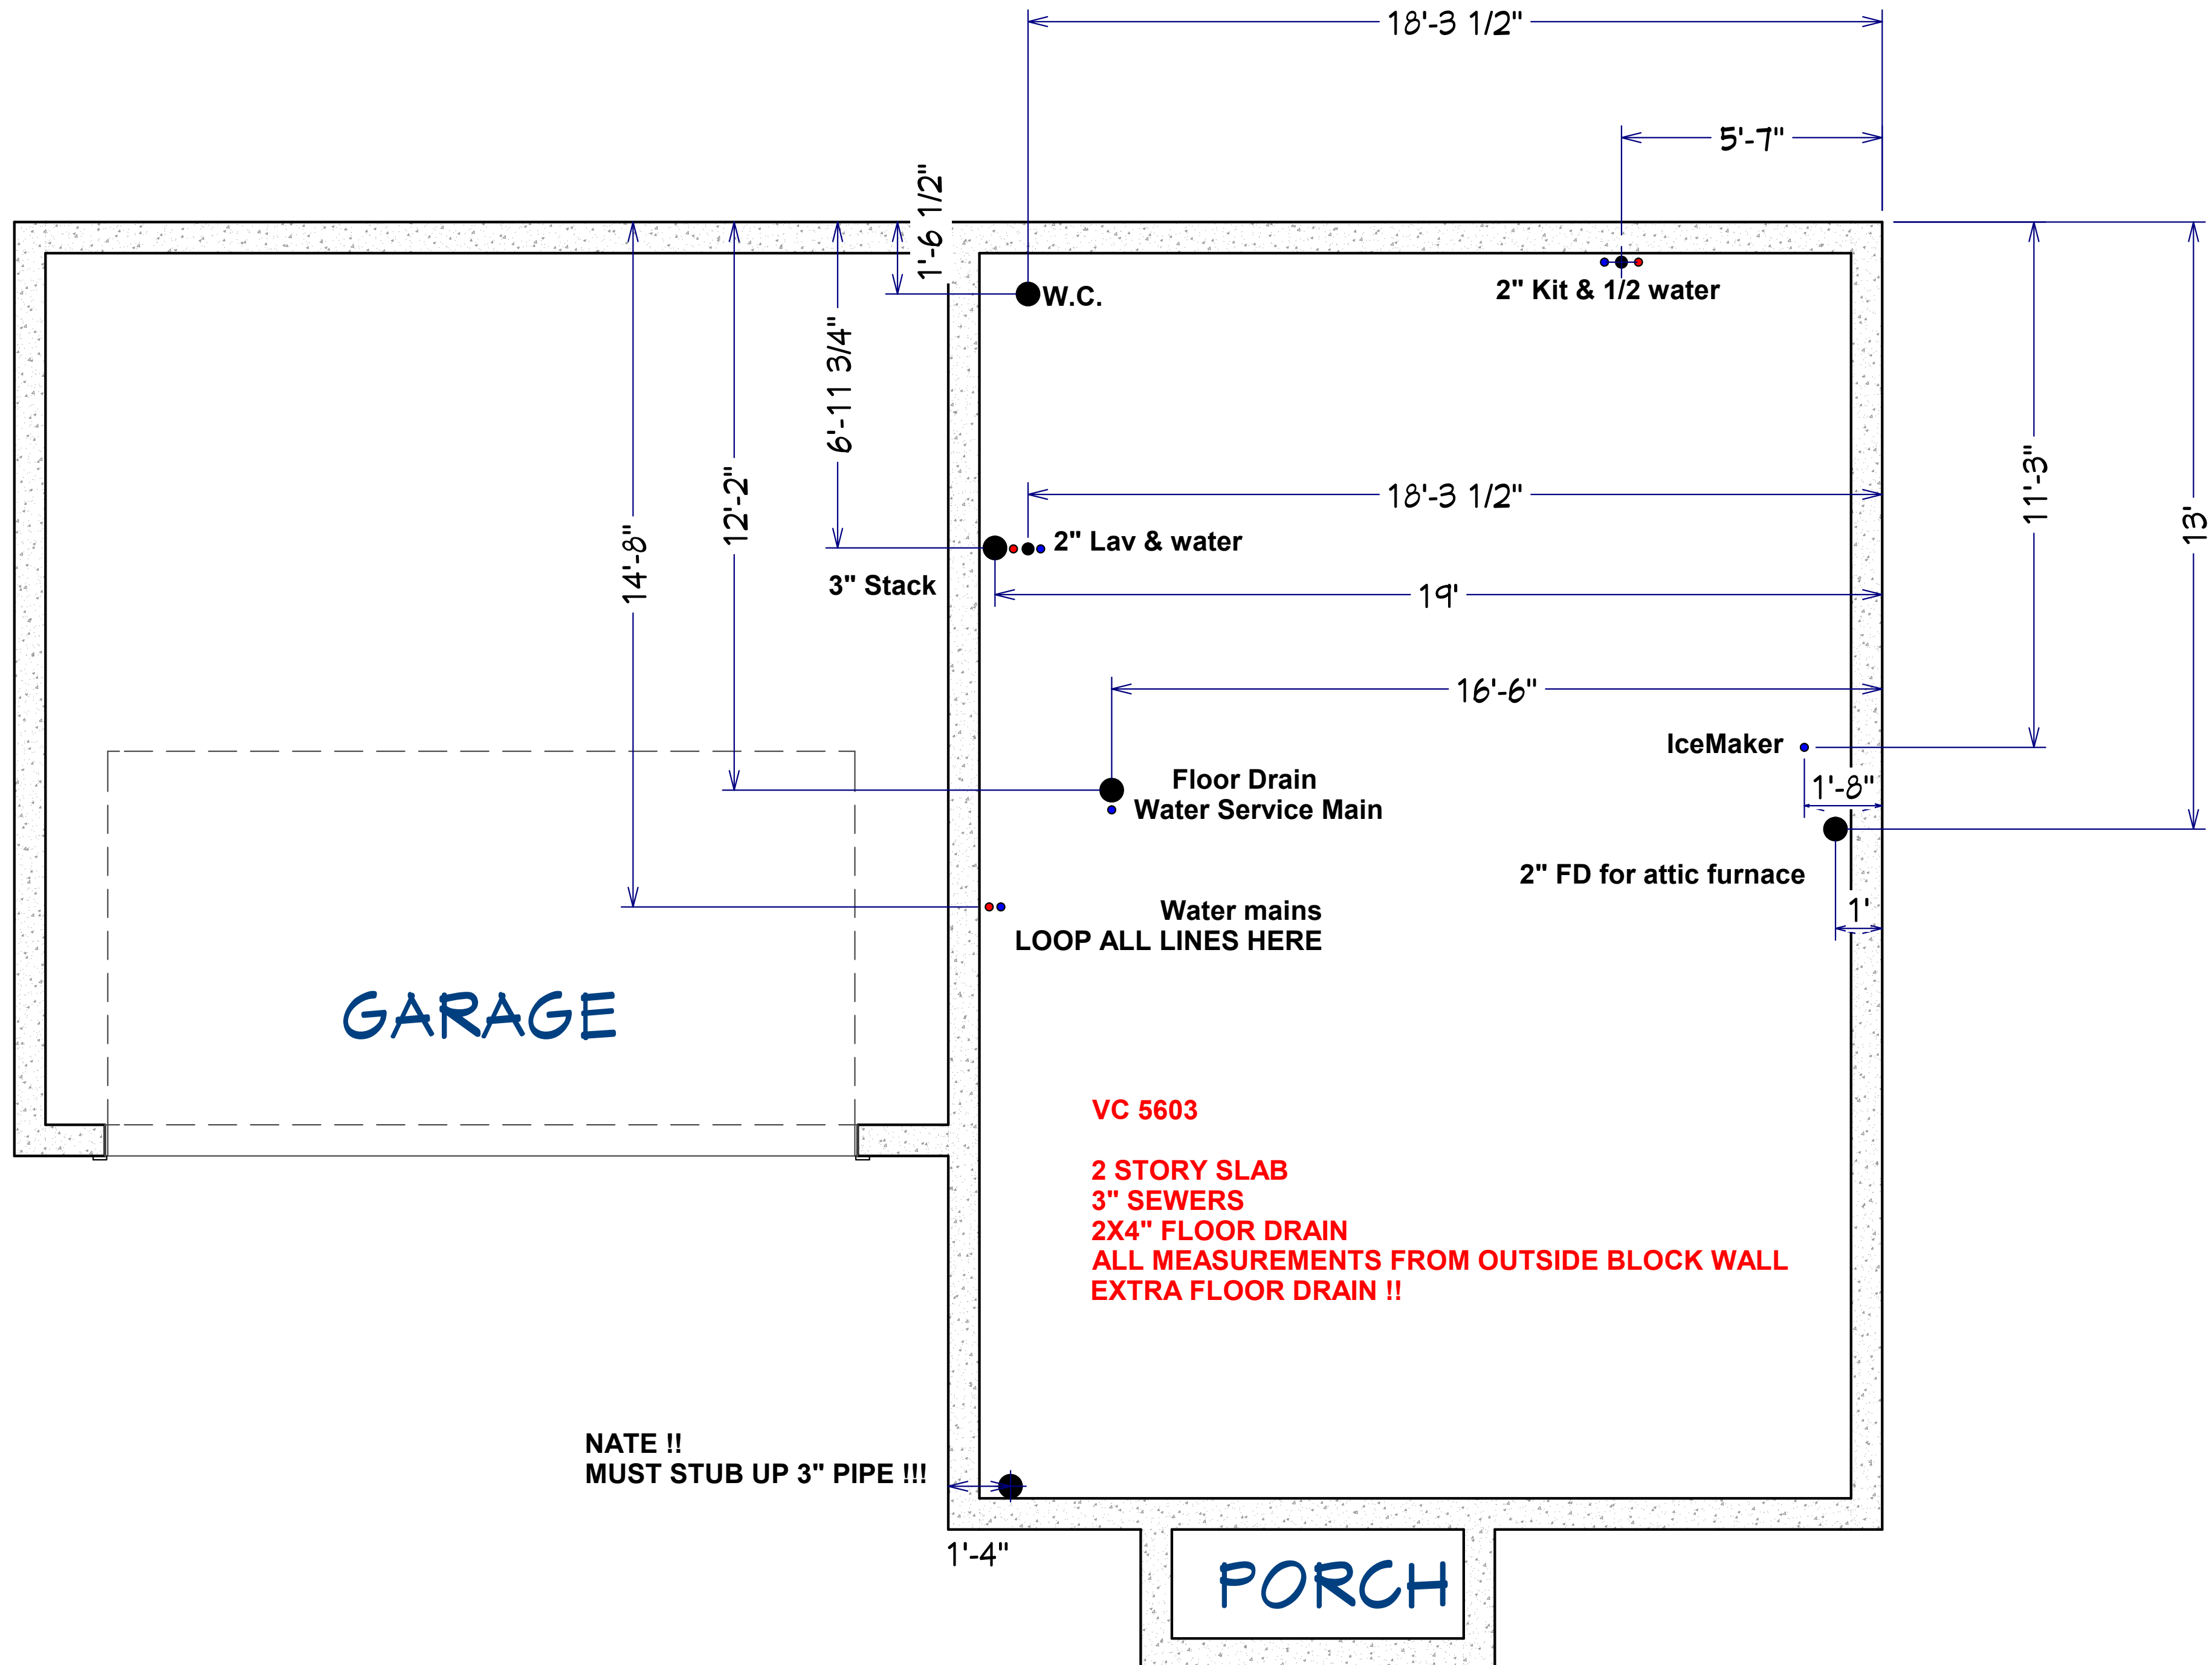 18'-3 1/2"
5'-7"
1'-6 1/2"
W.C.
2" Kit & 1/2 water
6'-11 3/4"
12'-2"
14'-8"
11'-3"
13'
18'-3 1/2"
2" Lav & water
3" Stack
19'
16'-6"
IceMaker
1'-8"
Floor Drain
Water Service Main
2" FD for attic furnace
1'
Water mains
LOOP ALL LINES HERE
GARAGE
VC 5603
2 STORY SLAB
3" SEWERS
2X4" FLOOR DRAIN
ALL MEASUREMENTS FROM OUTSIDE BLOCK WALL
EXTRA FLOOR DRAIN !!
NATE !!
MUST STUB UP 3" PIPE !!!
1'-4"
PORCH